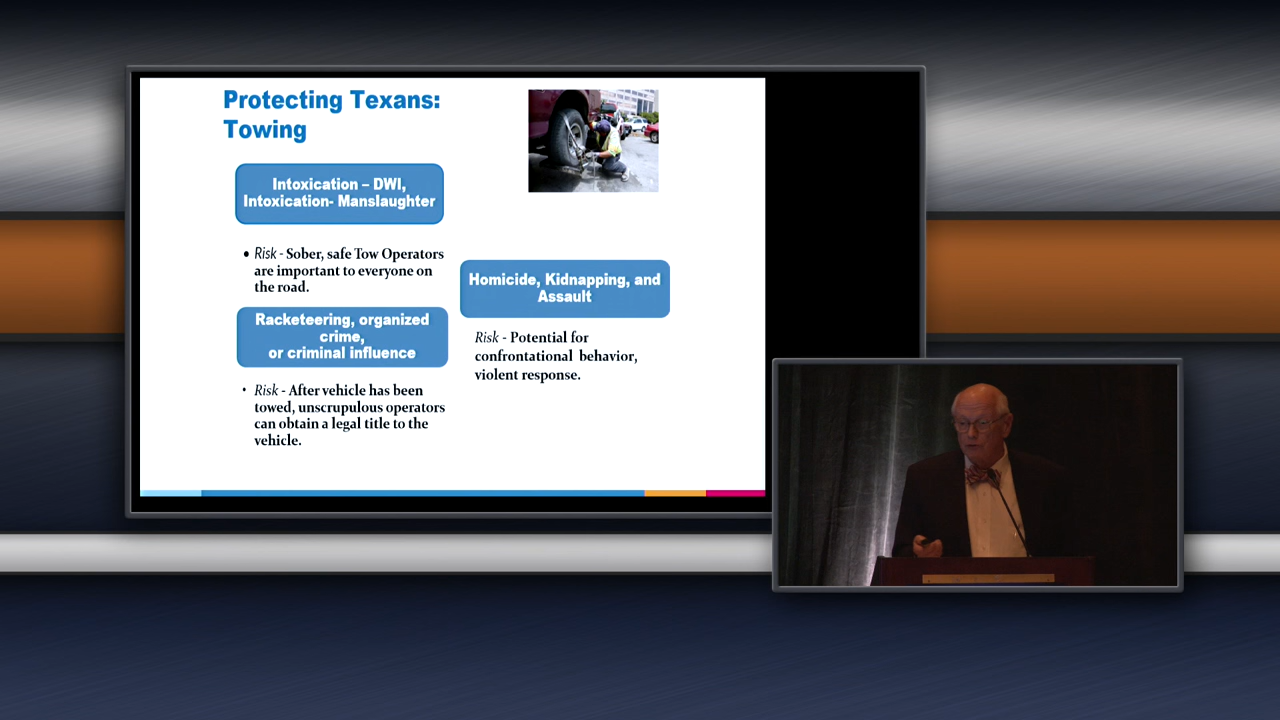 Protecting Texans:
Towing
Intoxication – DWI,
Intoxication- Manslaughter
• Risk - Sober, safe Tow Operators
are important to everyone on
the road.
Racketeering, organized
crime,
or criminal influence
• Risk - After vehicle has been
towed, unscrupulous operators
can obtain a legal title to the
vehicle.
Homicide, Kidnapping, and
Assault
Risk - Potential for
confrontational behavior,
violent response.